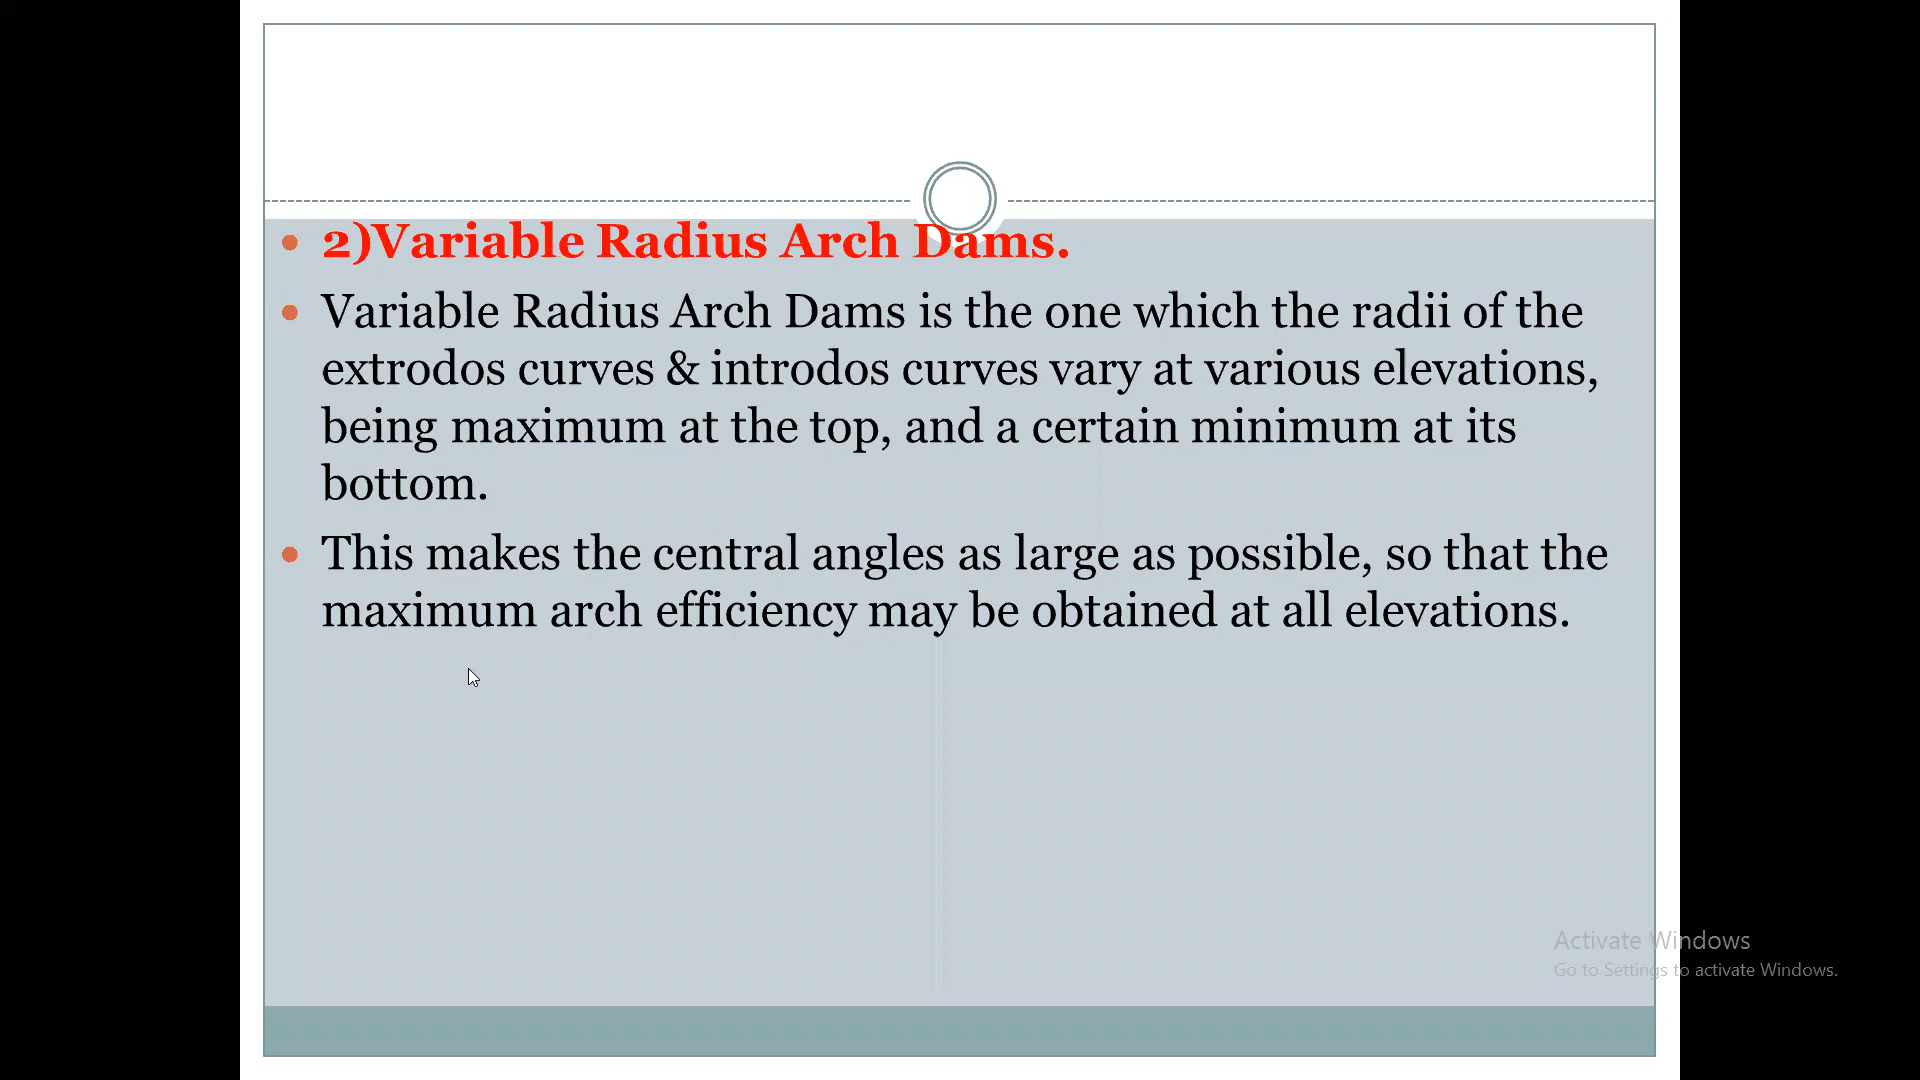 2)Variable Radius Arch Dams.
Variable Radius Arch Dams is the one which the radii of the
extrodos curves & introdos curves vary at various elevations,
being maximum at the top, and a certain minimum at its
bottom.
This makes the central angles as large as possible, so that the
maximum arch efficiency may be obtained at all elevations.
Activate Windows
Go to Settings to activate Windows.